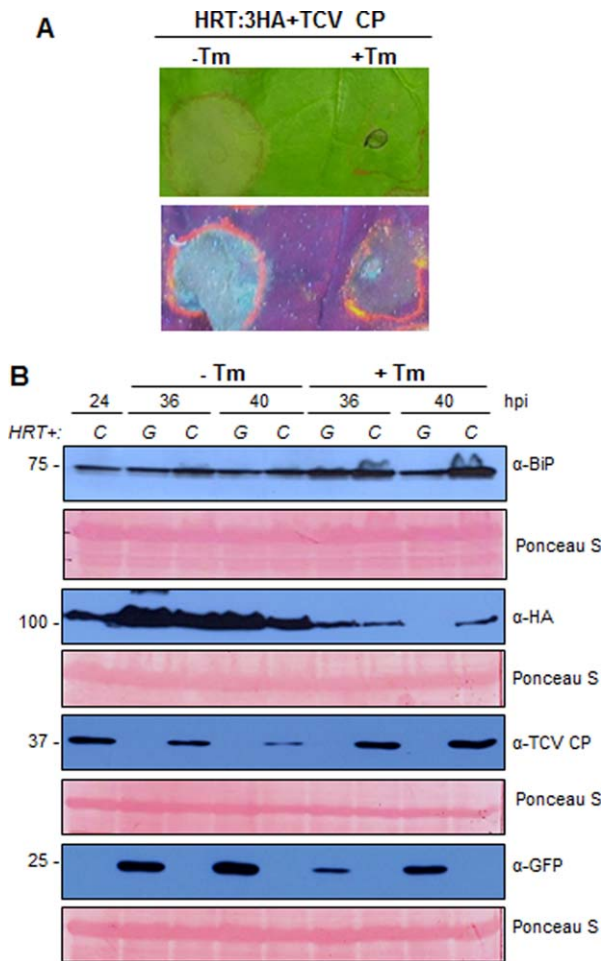 A
HRT:3HA+TCV CP
-Tm +Tm
B
- Tm + Tm
24 36 40 36 40 hpi
HRT+: C G C G C G C G C
75 - α-BiP
Ponceau S
100 - α-HA
Ponceau S
37 - α-TCV CP
Ponceau S
25 - α-GFP
Ponceau S